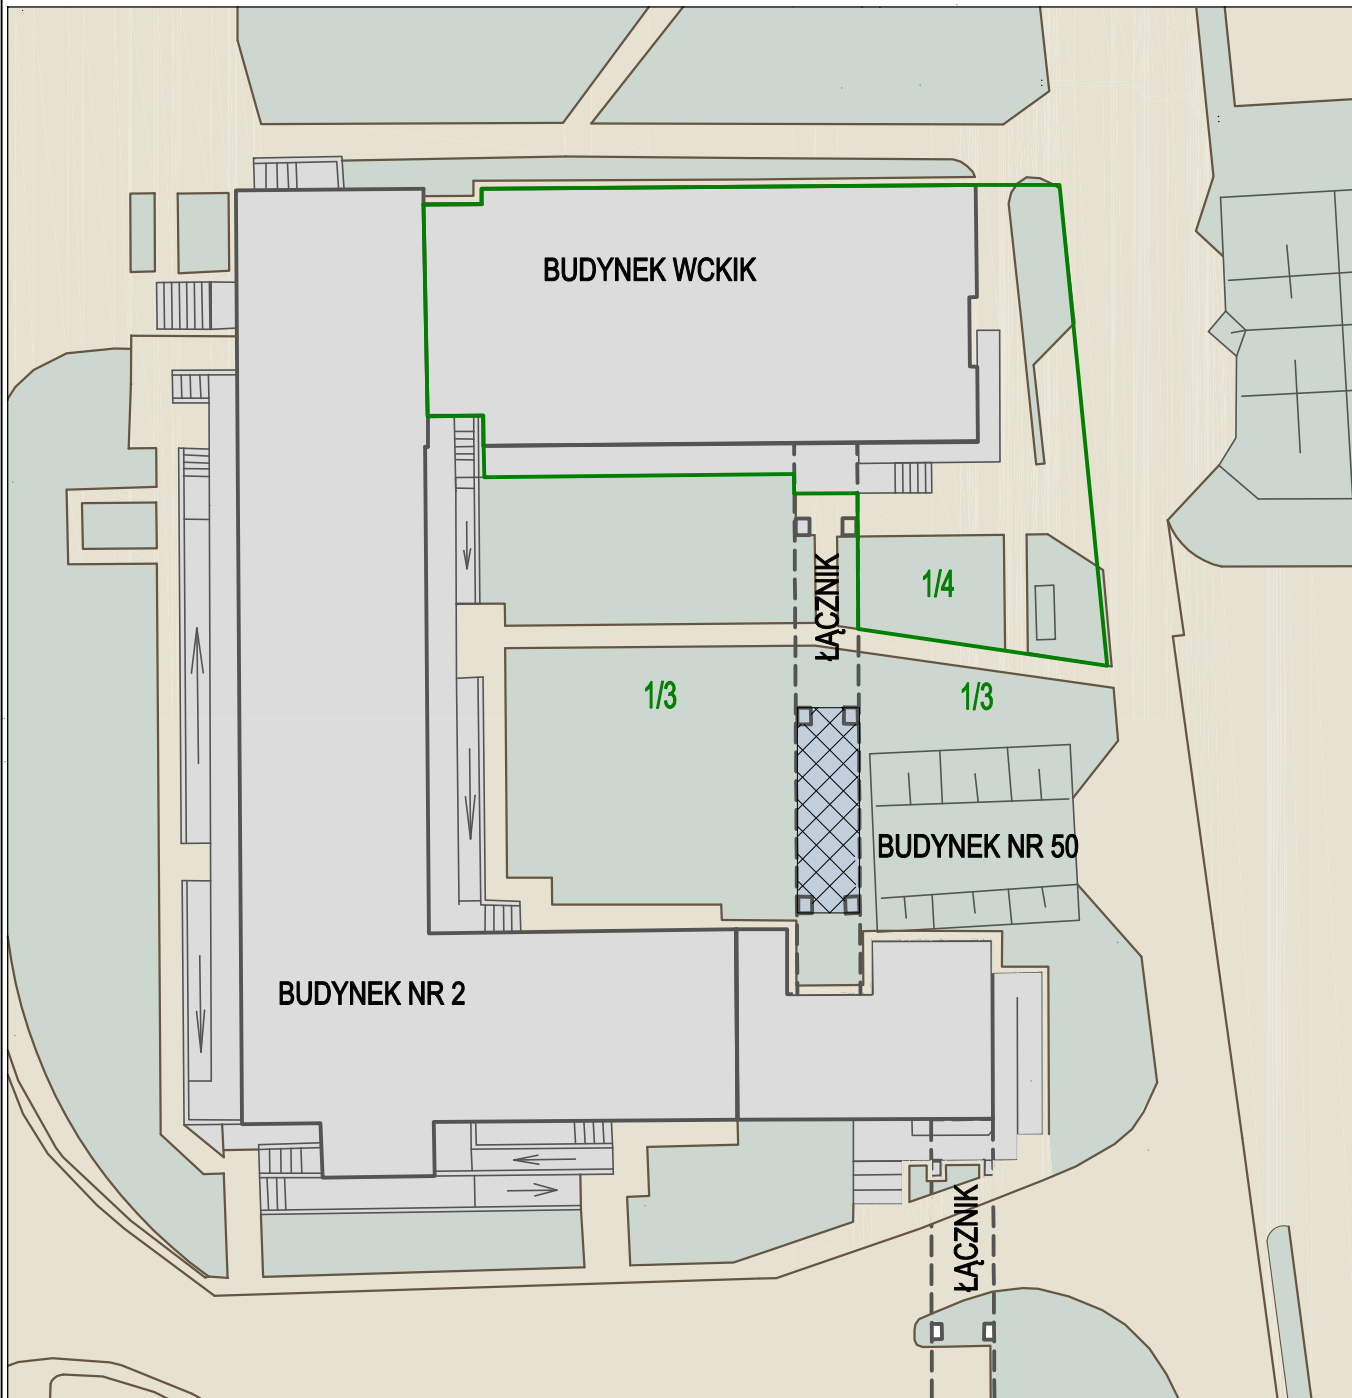 BUDYNEK WCKIK
ŁĄCZNIK
1/4
1/3
1/3
BUDYNEK NR 50
BUDYNEK NR 2
ŁĄCZNIK